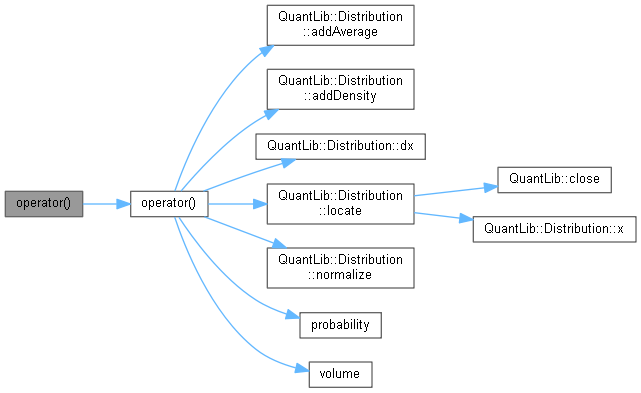 operator()
operator()
QuantLib::Distribution
::addAverage
QuantLib::Distribution
::addDensity
QuantLib::Distribution::dx
QuantLib::Distribution
::locate
QuantLib::close
QuantLib::Distribution::x
QuantLib::Distribution
::normalize
probability
volume